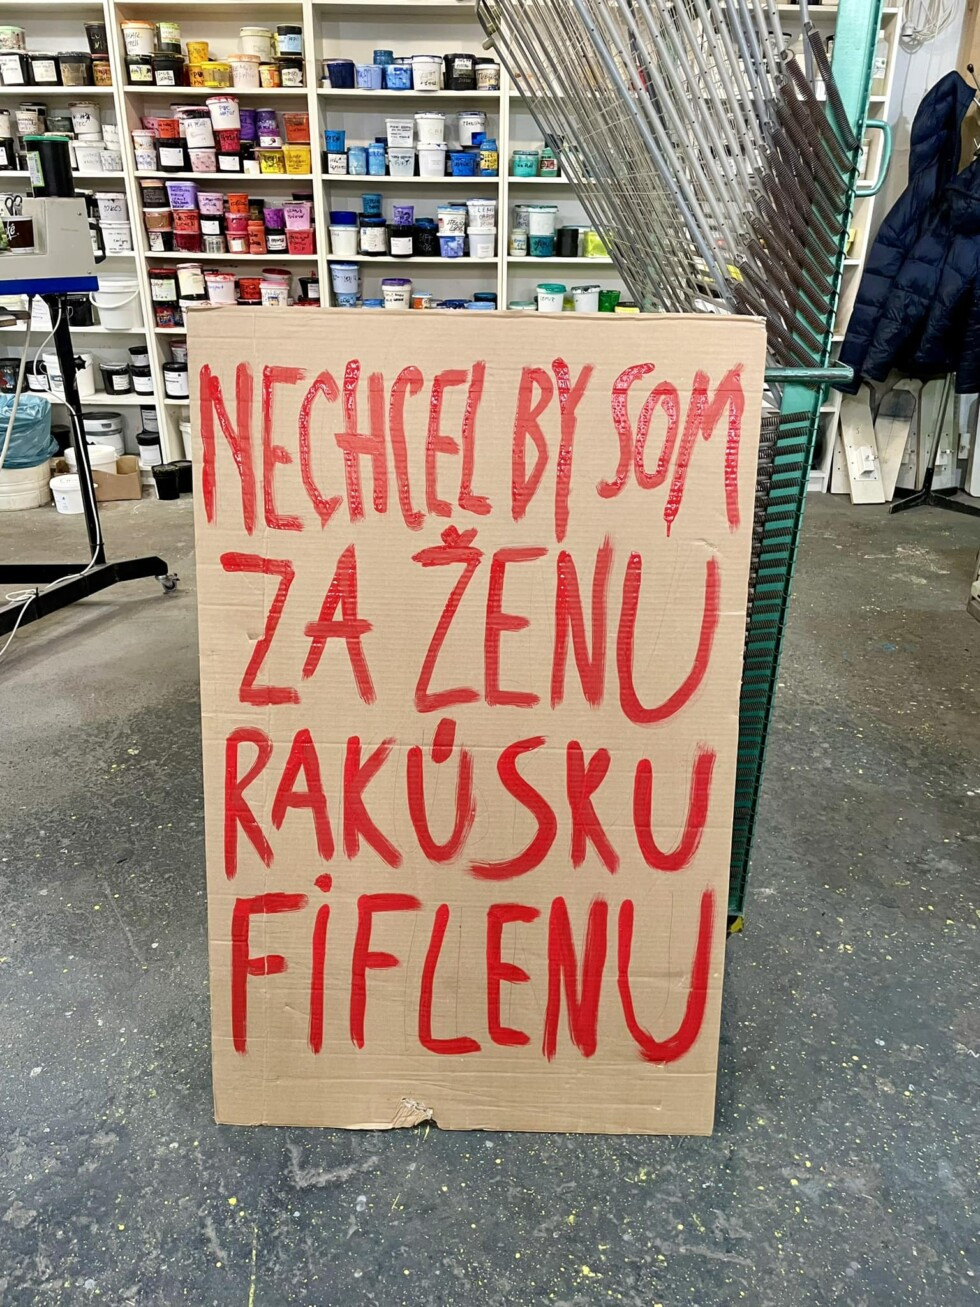 NECHCEL BY SOM
ZA ŽENU
RAKÚSKU
FIFLENU